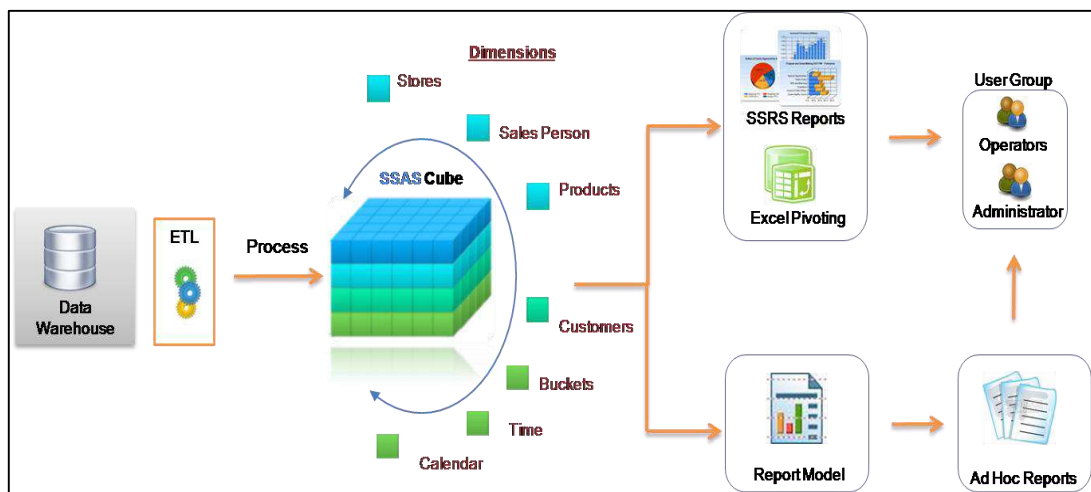 Data
Warehouse
ETL
Process
SSAS Cube
Dimensions
Stores
Sales Person
Products
Customers
Buckets
Time
Calendar
SSRS Reports
Excel Pivoting
Report Model
User Group
Operators
Administrator
Ad Hoc Reports